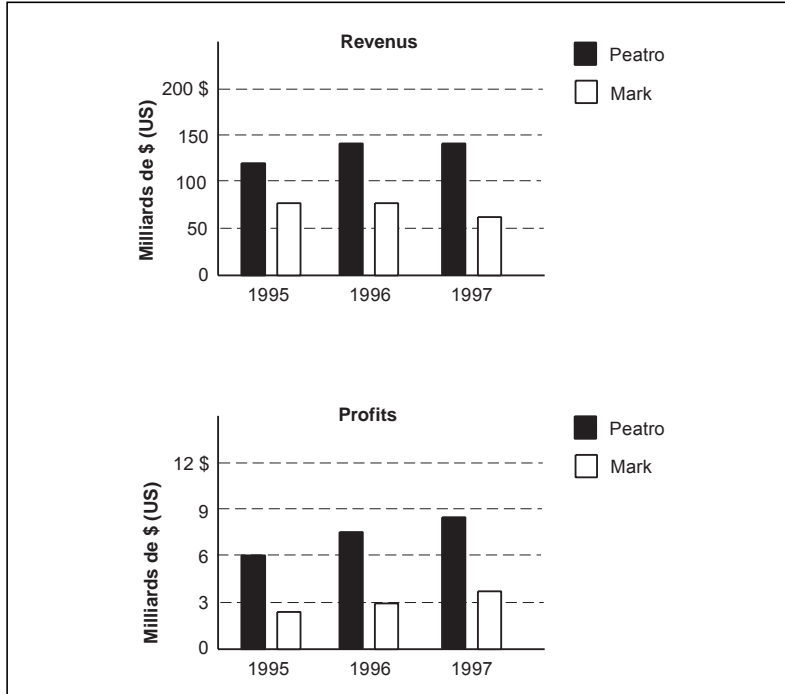 Revenus
Peatro
Mark
Milliards de $ (US)
200 $
150
100
50
0
1995 1996 1997
Profits
Peatro
Mark
Milliards de $ (US)
12 $
9
6
3
0
1995 1996 1997